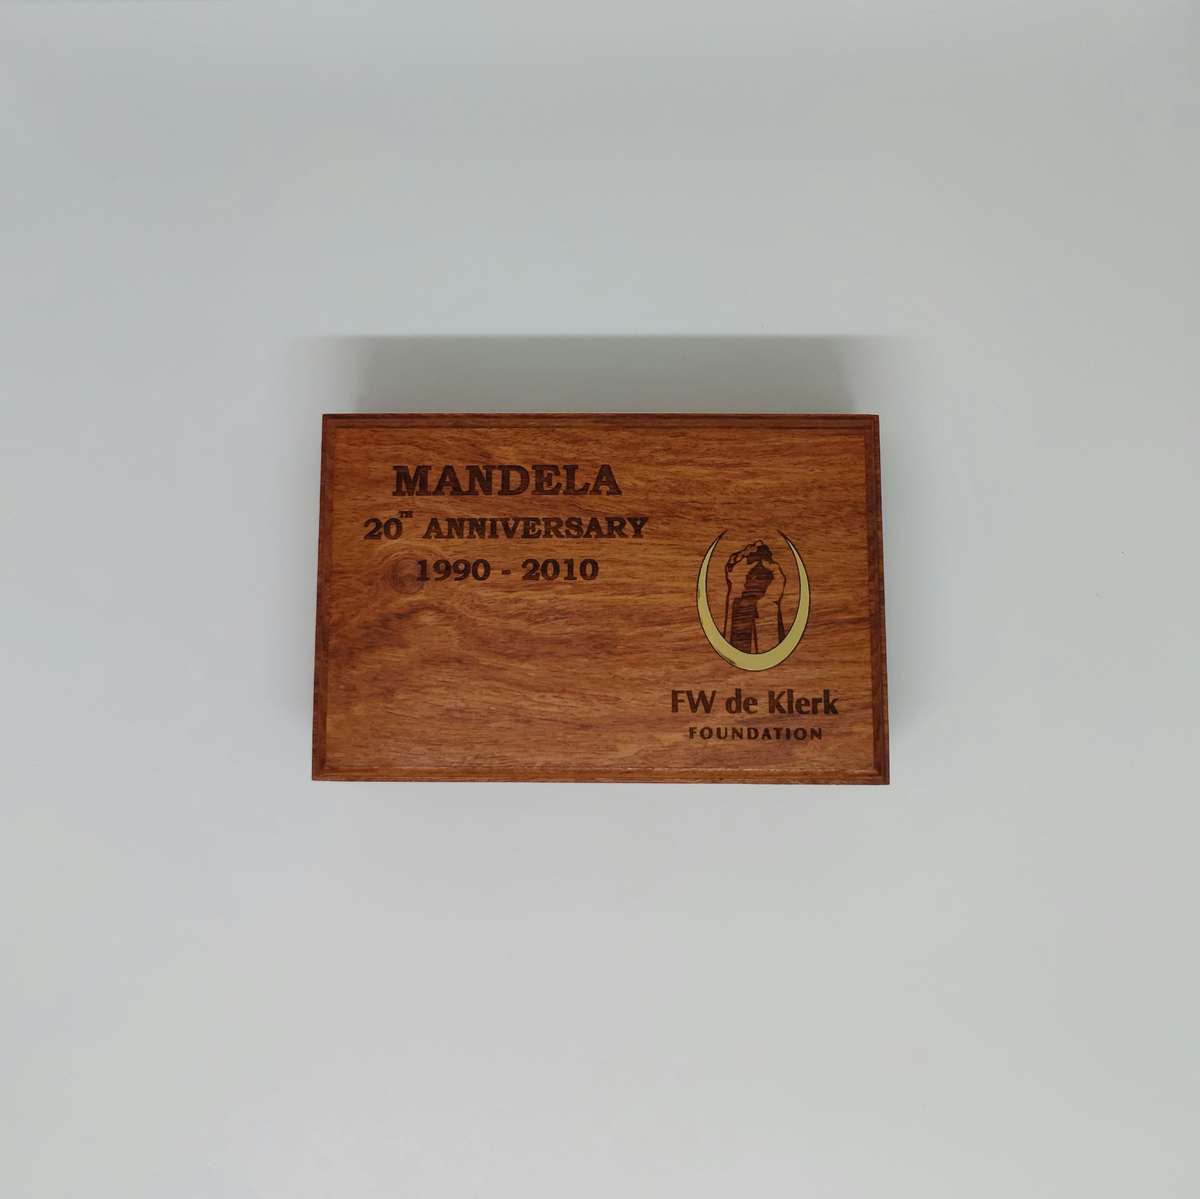 MANDELA
20TH ANNIVERSARY
1990 - 2010
FW de Klerk
FOUNDATION